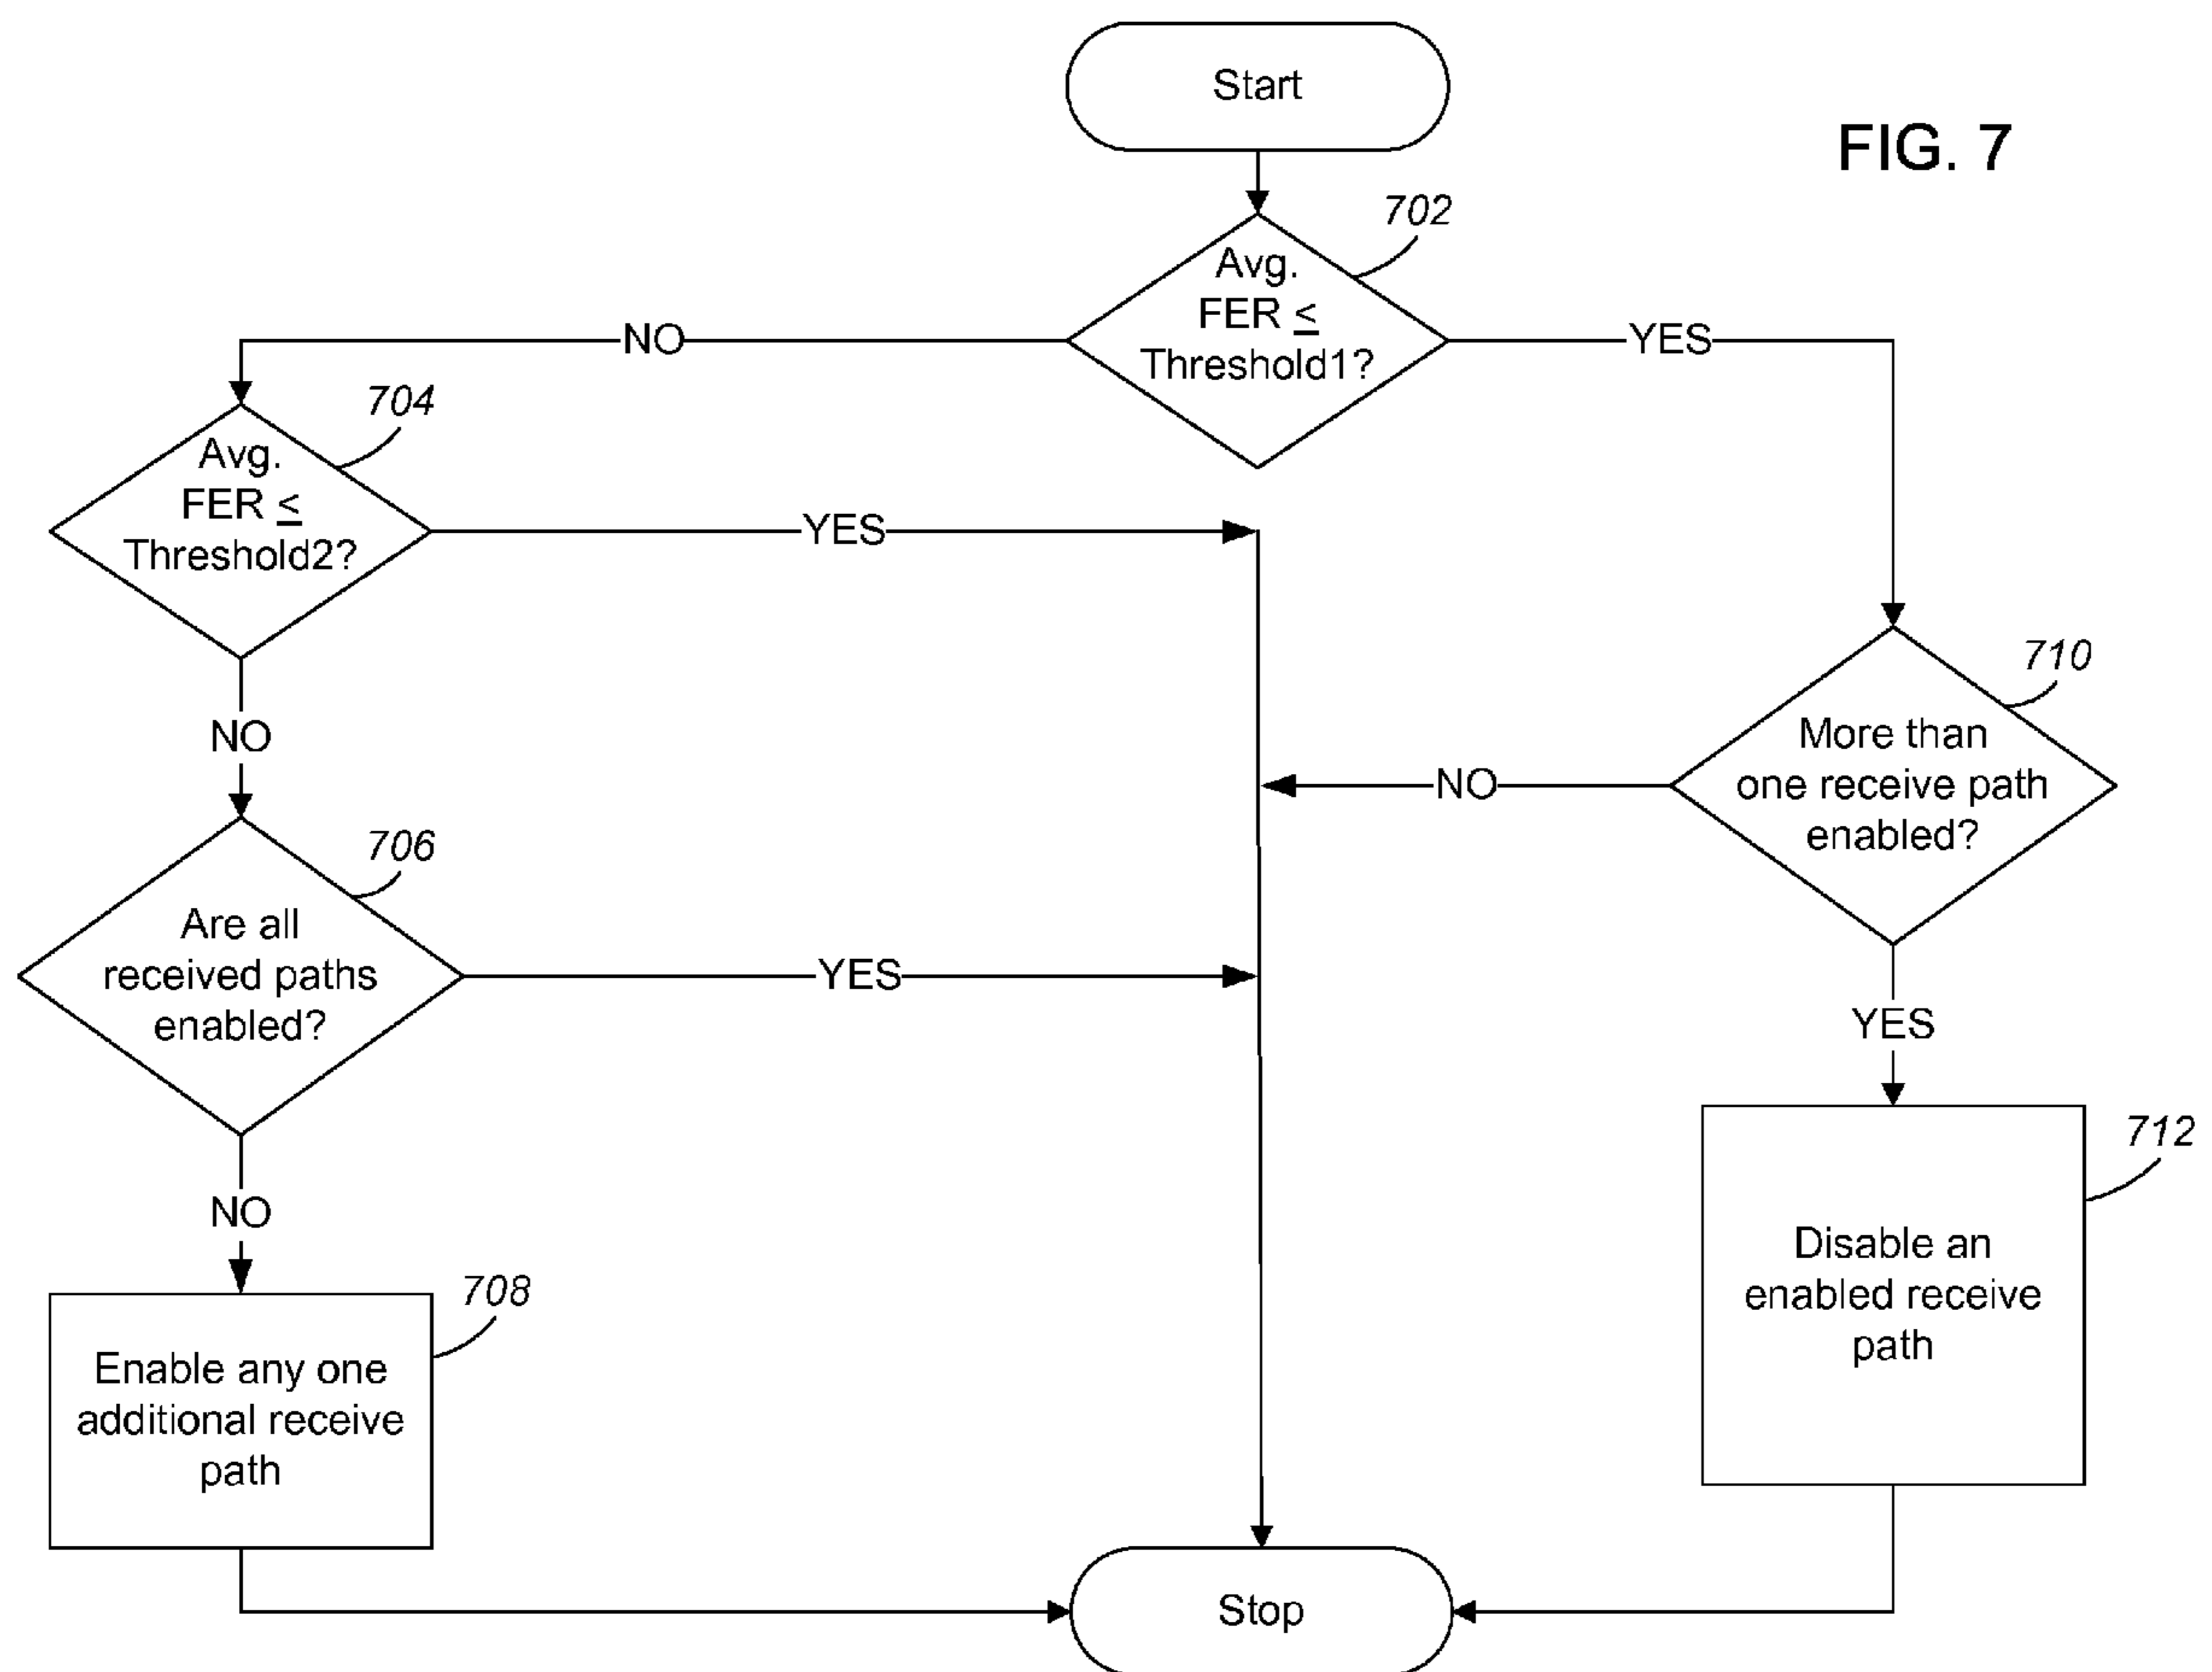 Start
FIG. 7
702
Avg.
FER ≤
Threshold1?
NO
YES
704
Avg.
FER ≤
Threshold2?
YES
710
More than
one receive path
enabled?
NO
NO
706
Are all
received paths
enabled?
YES
YES
712
Disable an
enabled receive
path
NO
708
Enable any one
additional receive
path
Stop